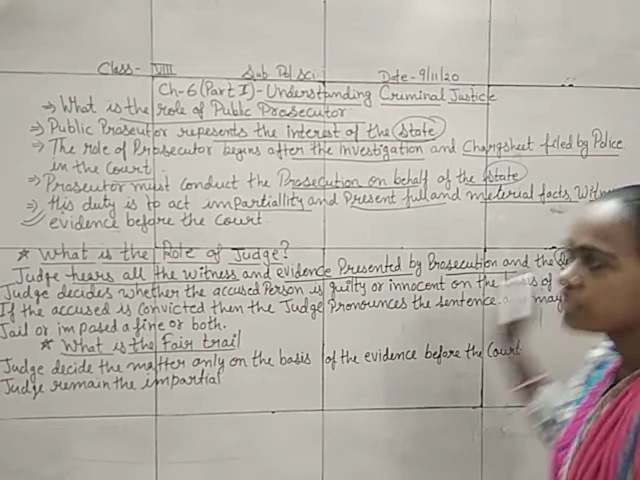 Class- VIII Sub Pol sci Date- 9/11/20
Ch-6 (Part I)- Understanding Criminal Justice
⇒ What is the role of Public Prosecutor
⇒ Public Proseutor repesents the interest of the State
⇒ The role of Prosecutor begins after the investigation and Chargsheet filed by Police
in the Court
⇒ Prosecutor must conduct the Prosecution on behalf of the State
⇒ His duty is to act impartiallity and Present full and meterial facts,
evidence before the Court.
★ What is the Role of Judge?
Judge hears all the witness and evidence Presented by Prosecution and the
Judge decides whether the accused Person is guilty or innocent on the of
If the accused is convicted then the Judge Pronounces the sentence. may
Jail or impased a fine or both.
★ What is the Fair trail
Judge decide the matter only on the basis of the evidence before the Court
Judge remain the impartial